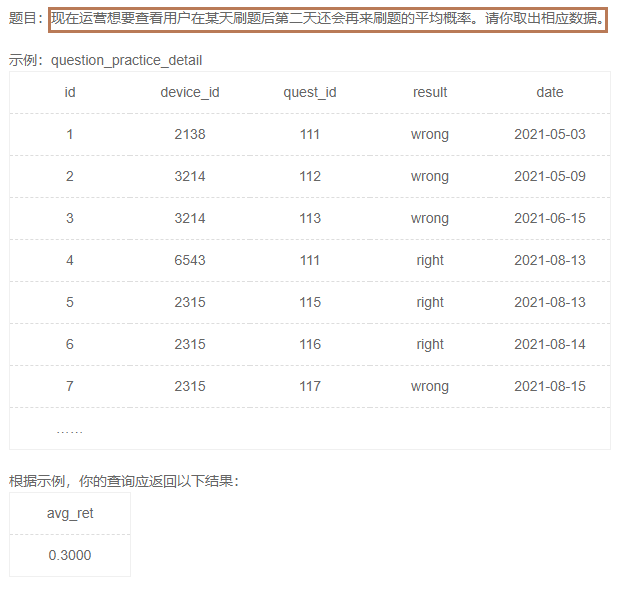 题目：现在运营想要查看用户在某天刷题后第二天还会再来刷题的平均概率。请你取出相应数据。
示例：question_practice_detail
id device_id quest_id result date
1 2138 111 wrong 2021-05-03
2 3214 112 wrong 2021-05-09
3 3214 113 wrong 2021-06-15
4 6543 111 right 2021-08-13
5 2315 115 right 2021-08-13
6 2315 116 right 2021-08-14
7 2315 117 wrong 2021-08-15
……
根据示例，你的查询应返回以下结果：
avg_ret
0.3000